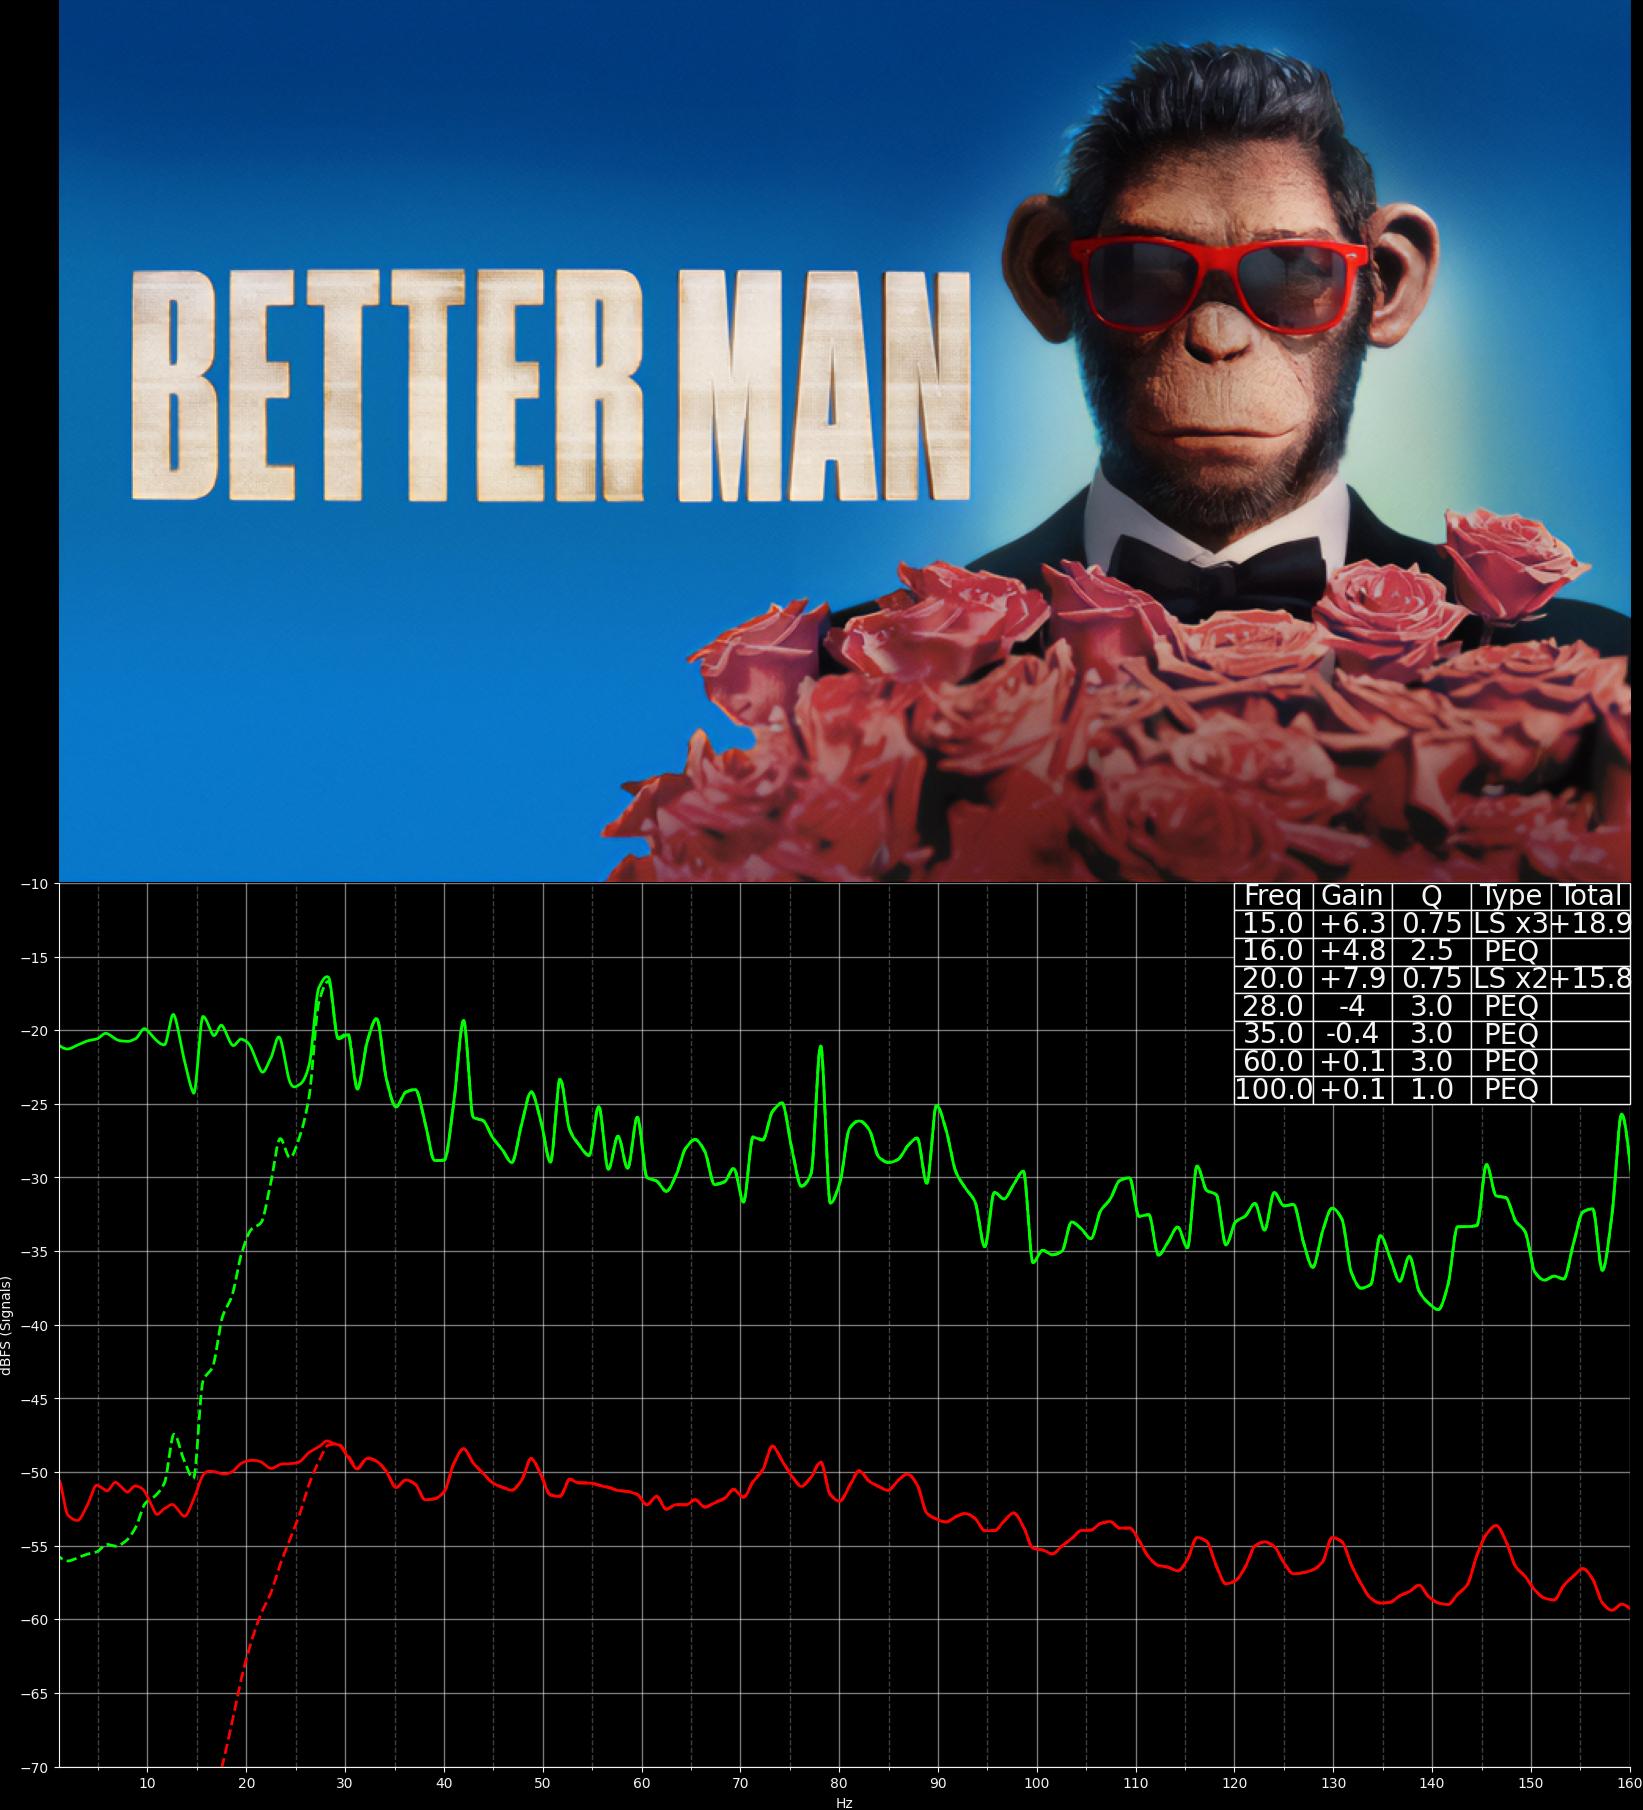 BETTER MAN
Freq Gain Q Type Total
15.0 +6.3 0.75 LS x3 +18.9
16.0 +4.8 2.5 PEQ
20.0 +7.9 0.75 LS x2 +15.8
28.0 -4 3.0 PEQ
35.0 -0.4 3.0 PEQ
60.0 +0.1 3.0 PEQ
100.0 +0.1 1.0 PEQ
−10
−15
−20
−25
−30
−35
−40
−45
−50
−55
−60
−65
−70
dBFS (Signals)
10 20 30 40 50 60 70 80 90 100 110 120 130 140 150 160
Hz